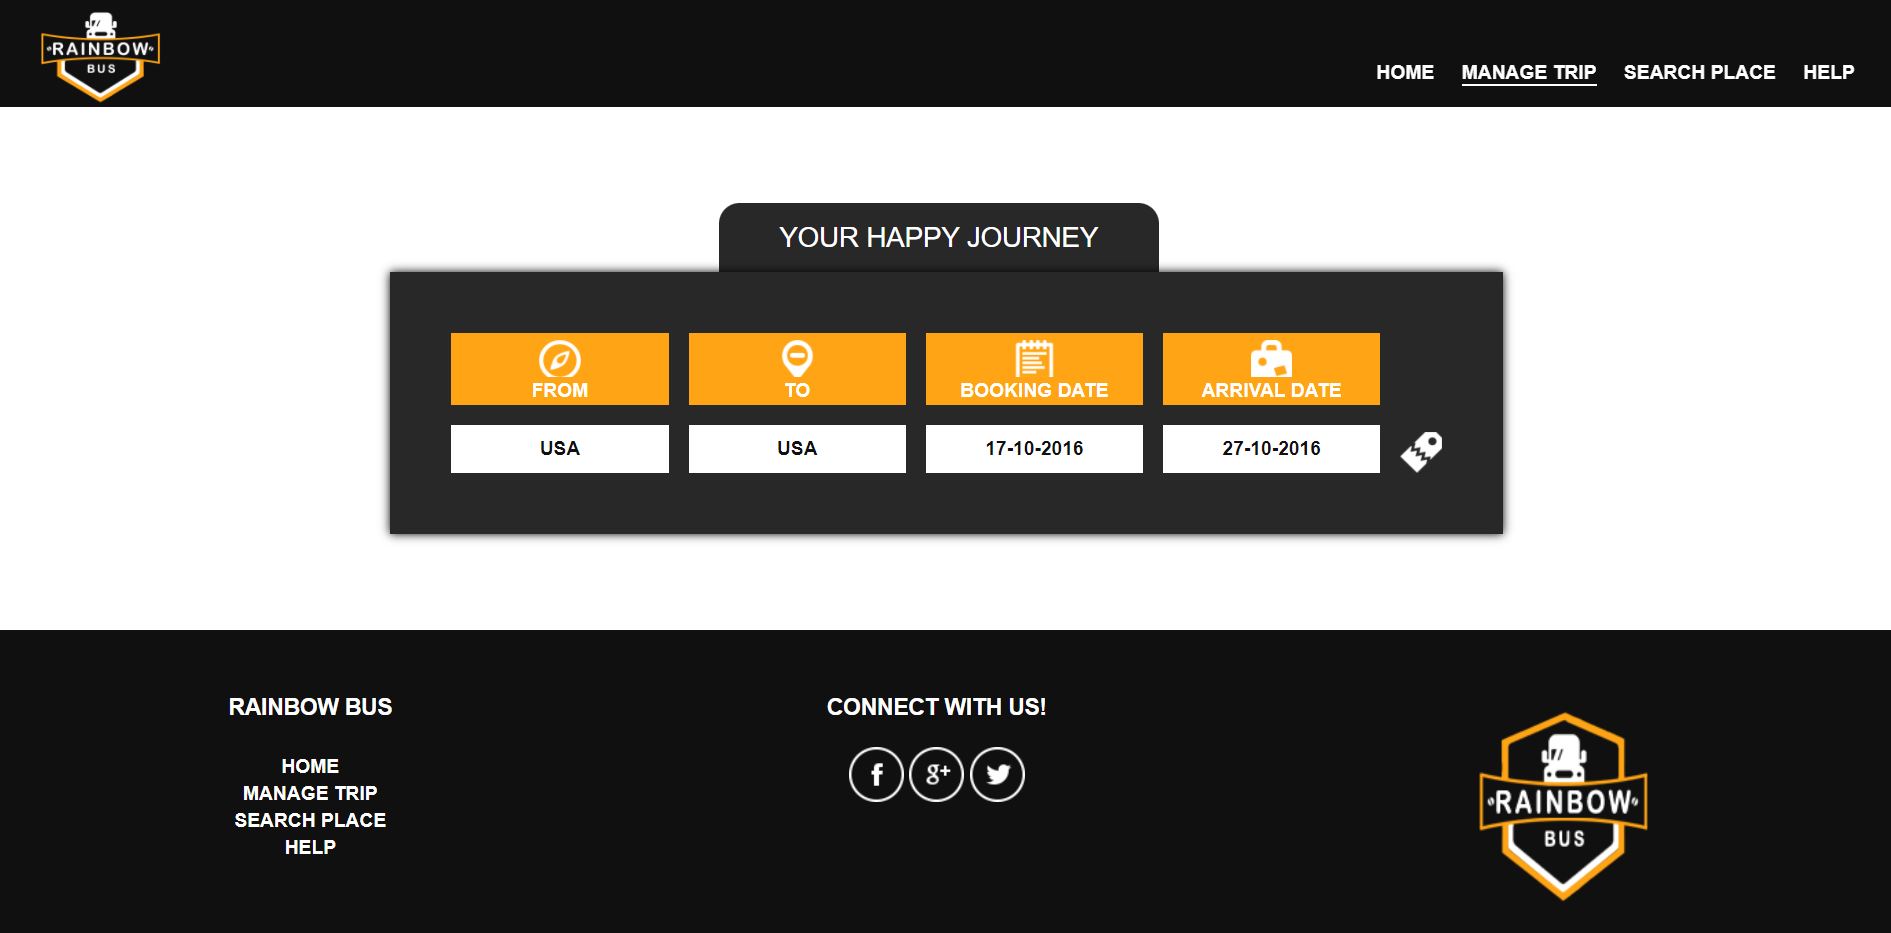 RAINBOW
BUS
HOME MANAGE TRIP SEARCH PLACE HELP
YOUR HAPPY JOURNEY
FROM TO BOOKING DATE ARRIVAL DATE
USA USA 17-10-2016 27-10-2016
RAINBOW BUS
HOME
MANAGE TRIP
SEARCH PLACE
HELP
CONNECT WITH US!
f g+
RAINBOW
BUS